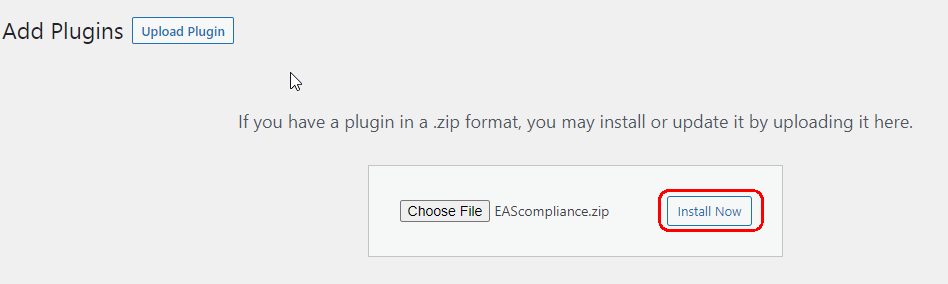 Add Plugins Upload Plugin
If you have a plugin in a .zip format, you may install or update it by uploading it here.
Choose File EAScompliance.zip Install Now